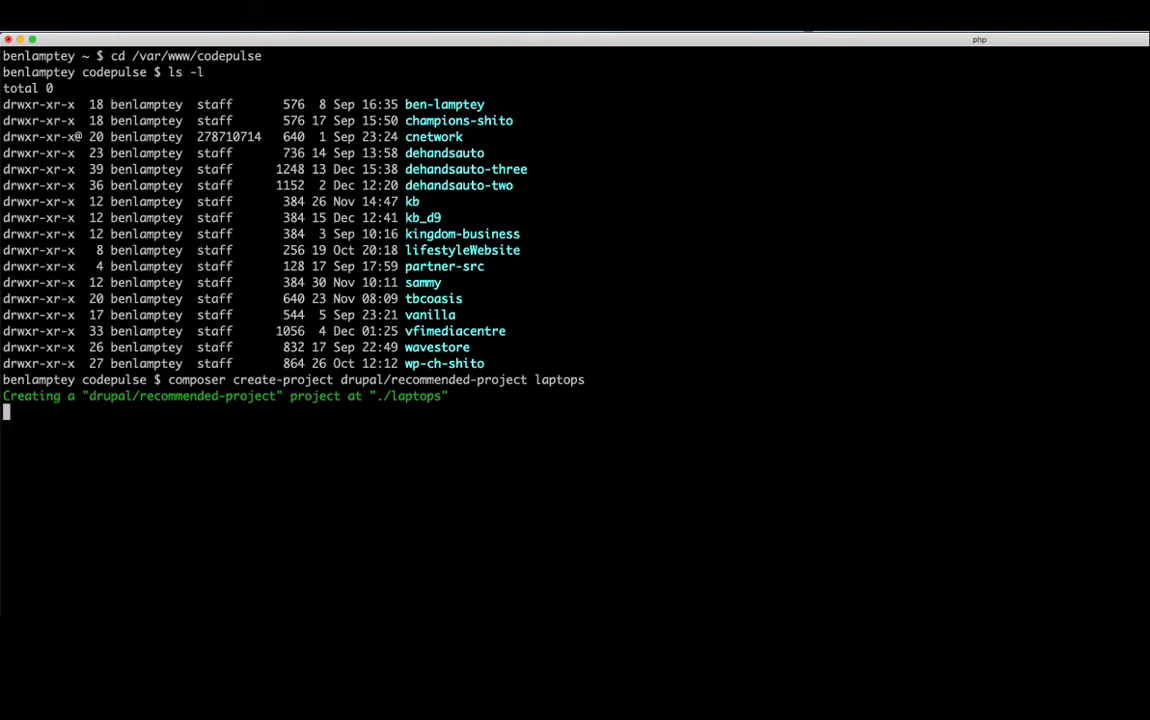 php
benlamptey ~ $ cd /var/www/codepulse
benlamptey codepulse $ ls -l
total 0
drwxr-xr-x  18 benlamptey  staff       576  8 Sep 16:35 ben-lamptey
drwxr-xr-x  18 benlamptey  staff       576 17 Sep 15:50 champions-shito
drwxr-xr-x@ 20 benlamptey  278710714   640  1 Sep 23:24 cnetwork
drwxr-xr-x  23 benlamptey  staff       736 14 Sep 13:58 dehandsauto
drwxr-xr-x  39 benlamptey  staff      1248 13 Dec 15:38 dehandsauto-three
drwxr-xr-x  36 benlamptey  staff      1152  2 Dec 12:20 dehandsauto-two
drwxr-xr-x  12 benlamptey  staff       384 26 Nov 14:47 kb
drwxr-xr-x  12 benlamptey  staff       384 15 Dec 12:41 kb_d9
drwxr-xr-x  12 benlamptey  staff       384  3 Sep 10:16 kingdom-business
drwxr-xr-x   8 benlamptey  staff       256 19 Oct 20:18 lifestyleWebsite
drwxr-xr-x   4 benlamptey  staff       128 17 Sep 17:59 partner-src
drwxr-xr-x  12 benlamptey  staff       384 30 Nov 10:11 sammy
drwxr-xr-x  20 benlamptey  staff       640 23 Nov 08:09 tbcoasis
drwxr-xr-x  17 benlamptey  staff       544  5 Sep 23:21 vanilla
drwxr-xr-x  33 benlamptey  staff      1056  4 Dec 01:25 vfimediacentre
drwxr-xr-x  26 benlamptey  staff       832 17 Sep 22:49 wavestore
drwxr-xr-x  27 benlamptey  staff       864 26 Oct 12:12 wp-ch-shito
benlamptey codepulse $ composer create-project drupal/recommended-project laptops
Creating a "drupal/recommended-project" project at "./laptops"